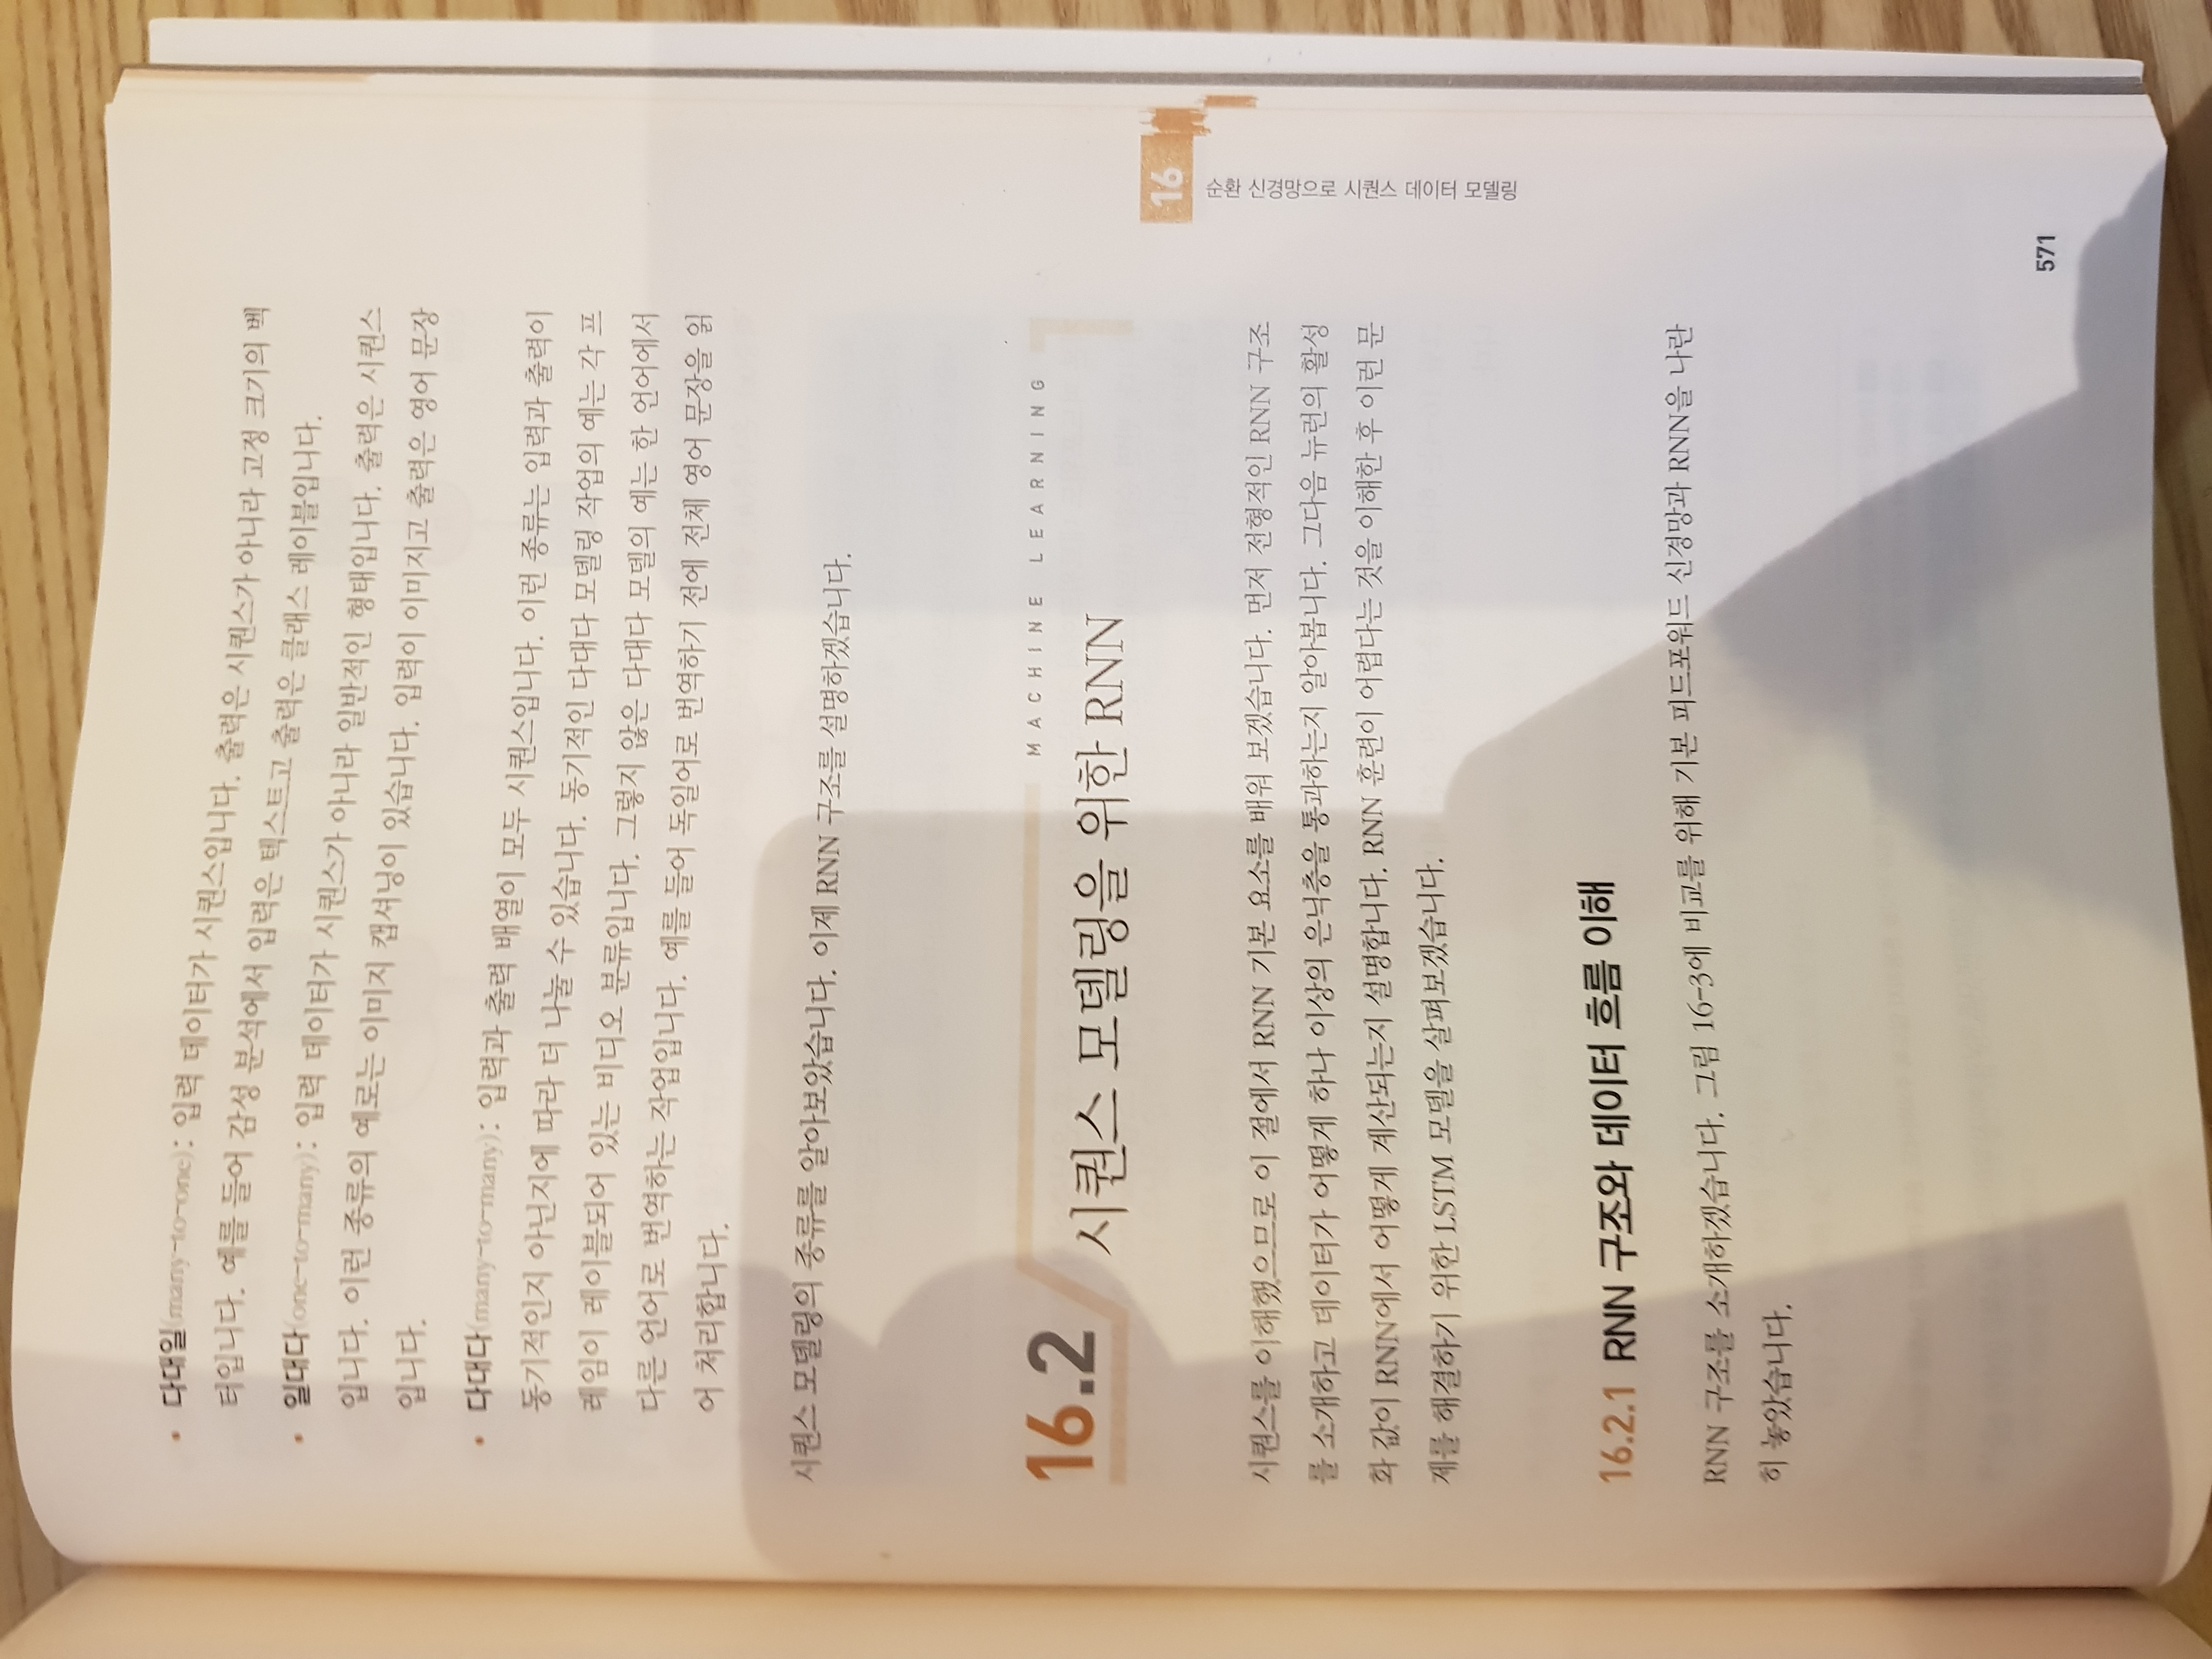 • 다대일(many-to-one): 입력 데이터가 시퀀스입니다. 출력은 시퀀스가 아니라 고정 크기의 벡
터입니다. 예를 들어 감성 분석에서 입력은 텍스트고 출력은 클래스 레이블입니다.
• 일대다(one-to-many): 입력 데이터가 시퀀스가 아니라 일반적인 형태입니다. 출력은 시퀀스
입니다. 이런 종류의 예로는 이미지 캡셔닝이 있습니다. 입력이 이미지고 출력은 영어 문장
입니다.
• 다대다(many-to-many): 입력과 출력 배열이 모두 시퀀스입니다. 이런 종류는 입력과 출력이
동기적인지 아닌지에 따라 더 나눌 수 있습니다. 동기적인 다대다 모델링 작업의 예는 각 프
레임이 레이블되어 있는 비디오 분류입니다. 그렇지 않은 다대다 모델의 예는 한 언어에서
다른 언어로 번역하는 작업입니다. 예를 들어 독일어로 번역하기 전에 전체 영어 문장을 읽
어 처리합니다.
시퀀스 모델링의 종류를 알아보았습니다. 이제 RNN 구조를 설명하겠습니다.
MACHINE LEARNING
16.2 시퀀스 모델링을 위한 RNN
시퀀스를 이해했으므로 이 절에서 RNN 기본 요소를 배워 보겠습니다. 먼저 전형적인 RNN 구조
를 소개하고 데이터가 어떻게 하나 이상의 은닉층을 통과하는지 알아봅니다. 그다음 뉴런의 활성
화 값이 RNN에서 어떻게 계산되는지 설명합니다. RNN 훈련이 어렵다는 것을 이해한 후 이런 문
제를 해결하기 위한 LSTM 모델을 살펴보겠습니다.
16.2.1 RNN 구조와 데이터 흐름 이해
RNN 구조를 소개하겠습니다. 그림 16-3에 비교를 위해 기본 피드포워드 신경망과 RNN을 나란
히 놓았습니다.
16
순환 신경망으로 시퀀스 데이터 모델링
571